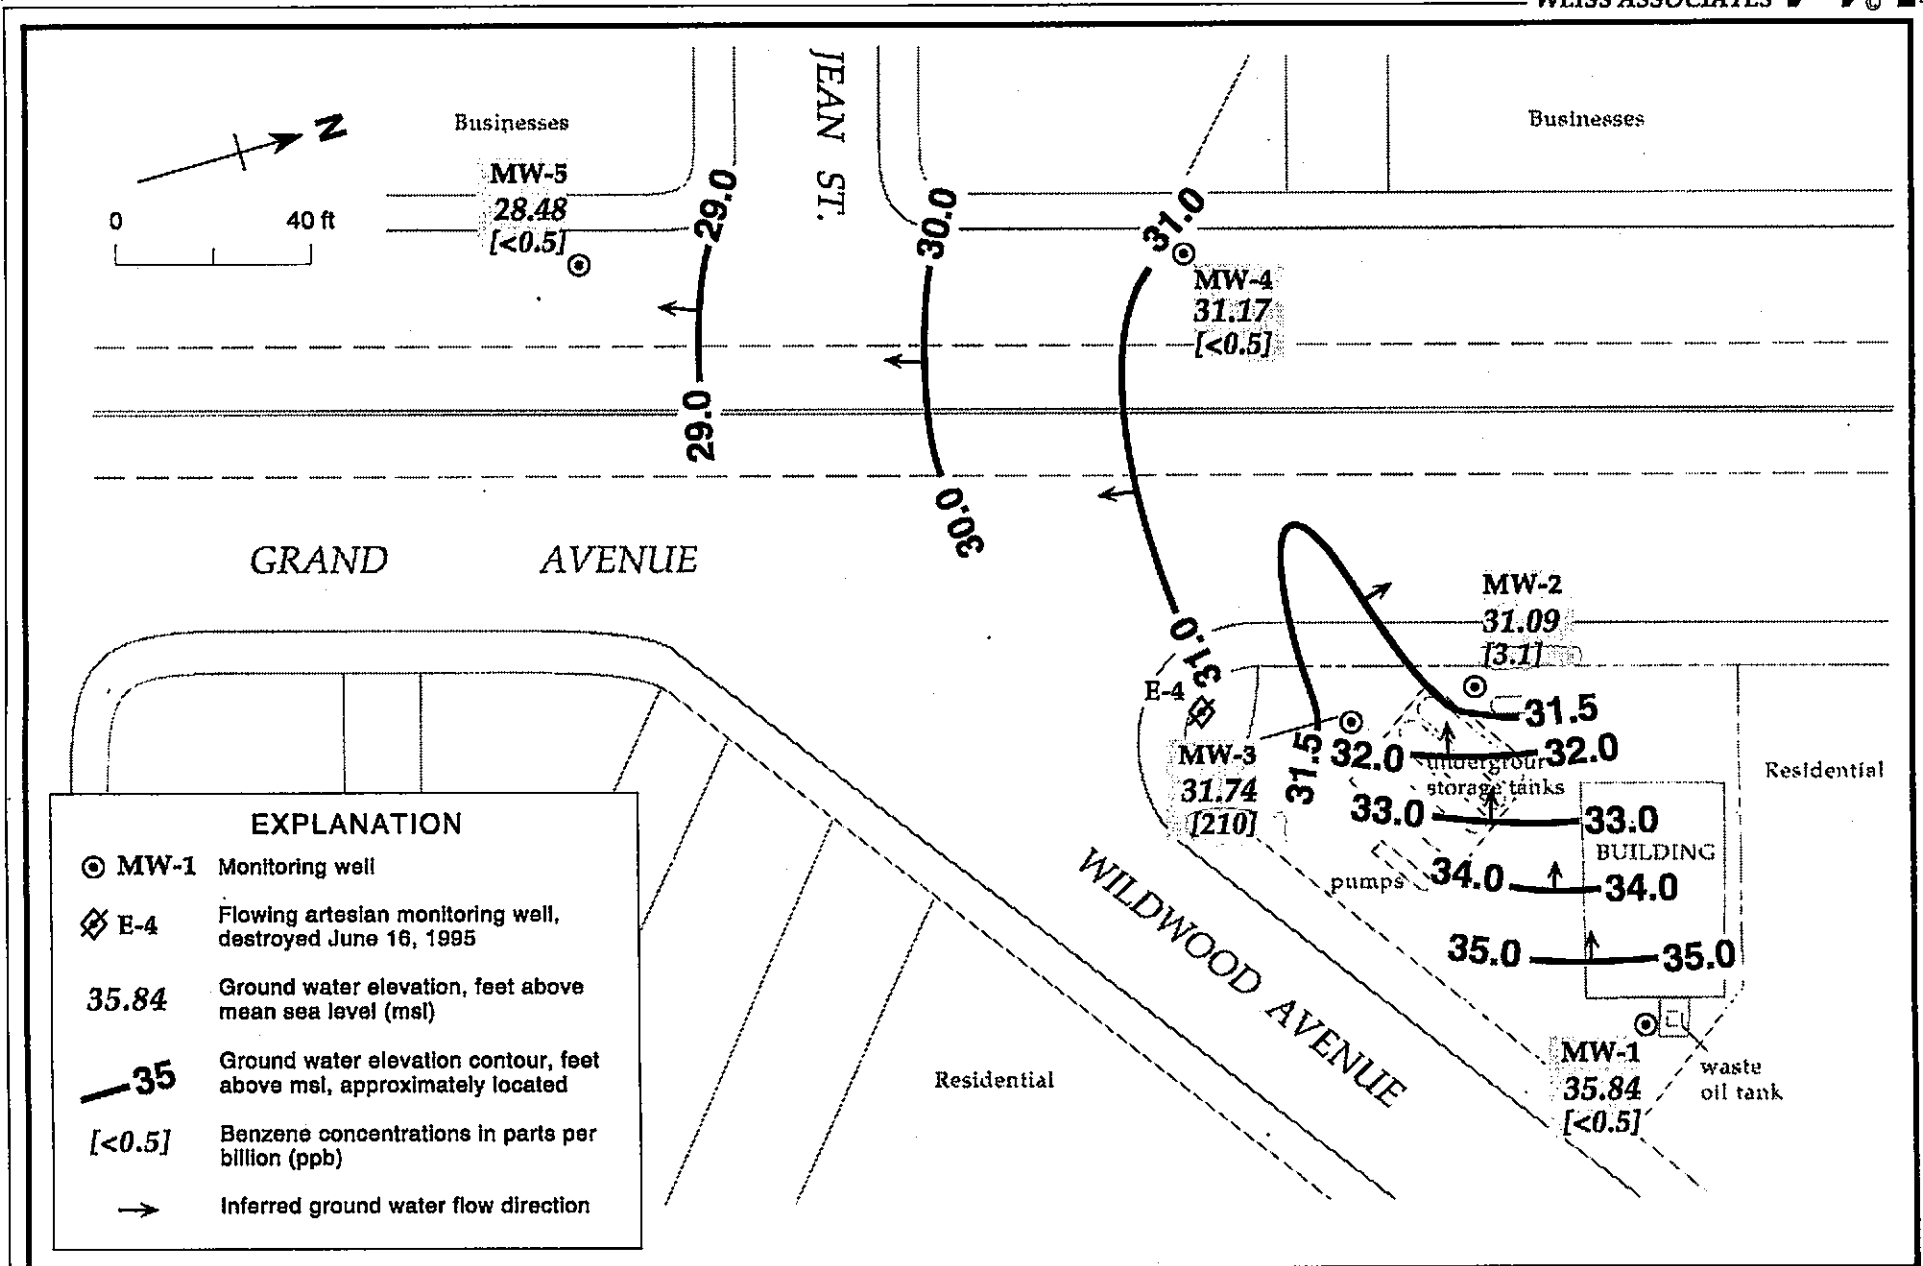 WEISS ASSOCIATES
JEAN ST.
N
Businesses
Businesses
0 40 ft
MW-5
28.48
[<0.5]
29.0
30.0
31.0
MW-4
31.17
[<0.5]
29.0
30.0
GRAND AVENUE
31.0
MW-2
31.09
[3.1]
E-4
31.5
31.5
MW-3
31.74
[210]
32.0
32.0
underground
storage tanks
Residential
33.0
33.0
BUILDING
pumps
34.0
34.0
35.0
35.0
WILDWOOD AVENUE
MW-1
35.84
[<0.5]
waste
oil tank
Residential
EXPLANATION
MW-1 Monitoring well
E-4 Flowing artesian monitoring well,
destroyed June 16, 1995
35.84 Ground water elevation, feet above
mean sea level (msl)
35 Ground water elevation contour, feet
above msl, approximately located
[<0.5] Benzene concentrations in parts per
billion (ppb)
Inferred ground water flow direction